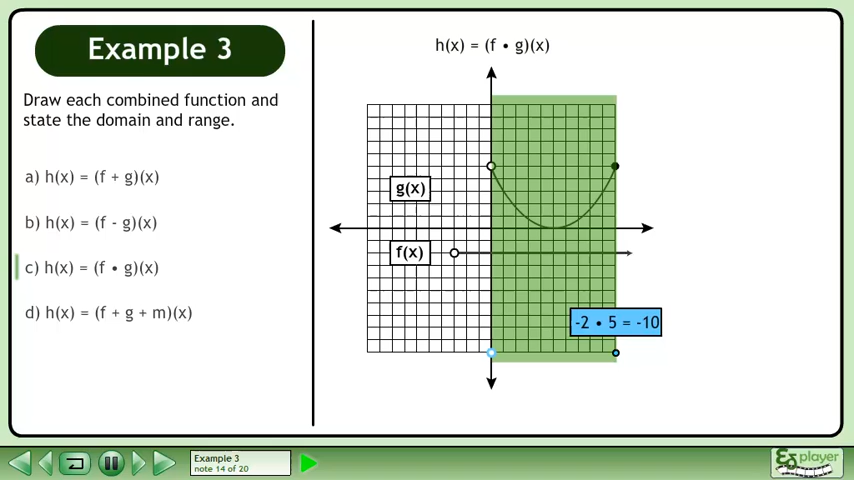 Example 3
Draw each combined function and
state the domain and range.
a) h(x) = (f + g)(x)
b) h(x) = (f - g)(x)
c) h(x) = (f • g)(x)
d) h(x) = (f + g + m)(x)
h(x) = (f • g)(x)
g(x)
f(x)
-2 • 5 = -10
Example 3
note 14 of 20
player